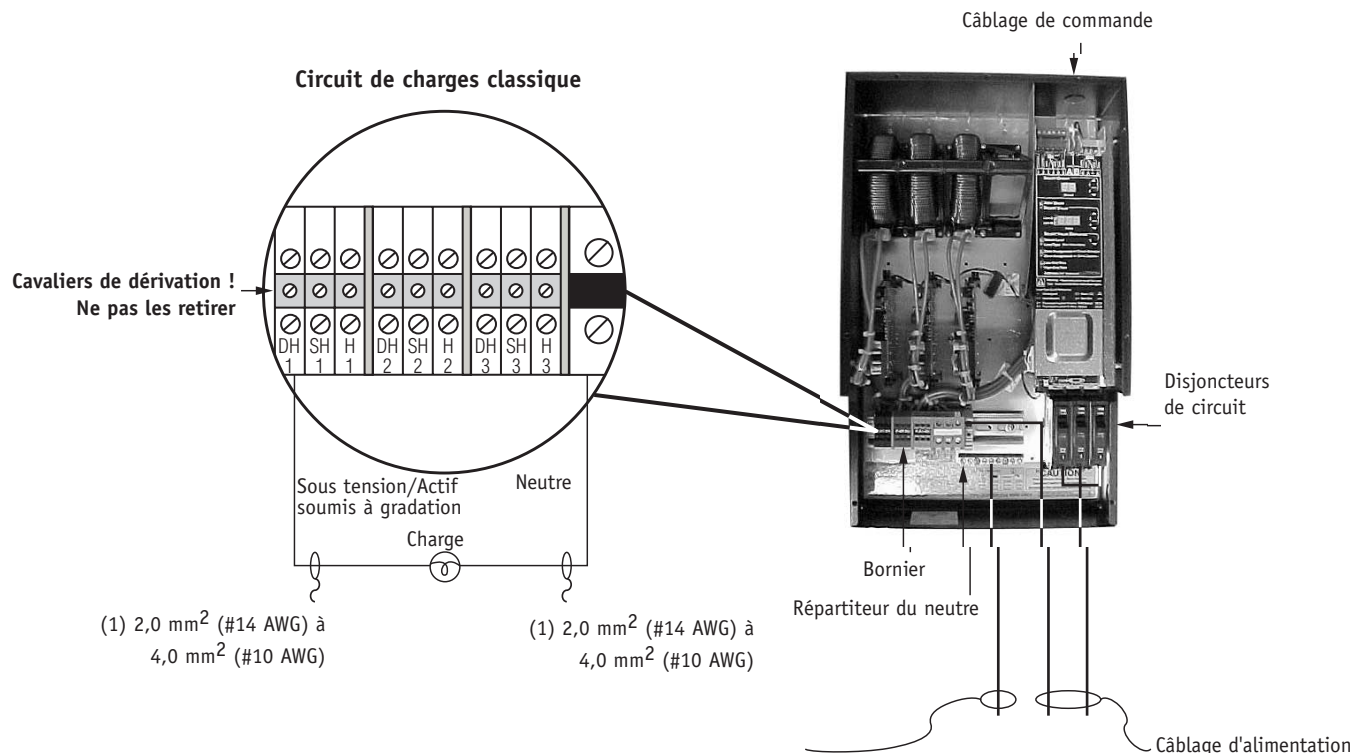 Câblage de commande
Circuit de charges classique
Cavaliers de dérivation !
Ne pas les retirer
DH SH H DH SH H DH SH H
1 1 1 2 2 2 3 3 3
Disjoncteurs
de circuit
CAUTION
Sous tension/Actif
soumis à gradation
Neutre
Charge
Bornier
Répartiteur du neutre
(1) 2,0 mm² (#14 AWG) à
4,0 mm² (#10 AWG)
(1) 2,0 mm² (#14 AWG) à
4,0 mm² (#10 AWG)
Câblage d'alimentation